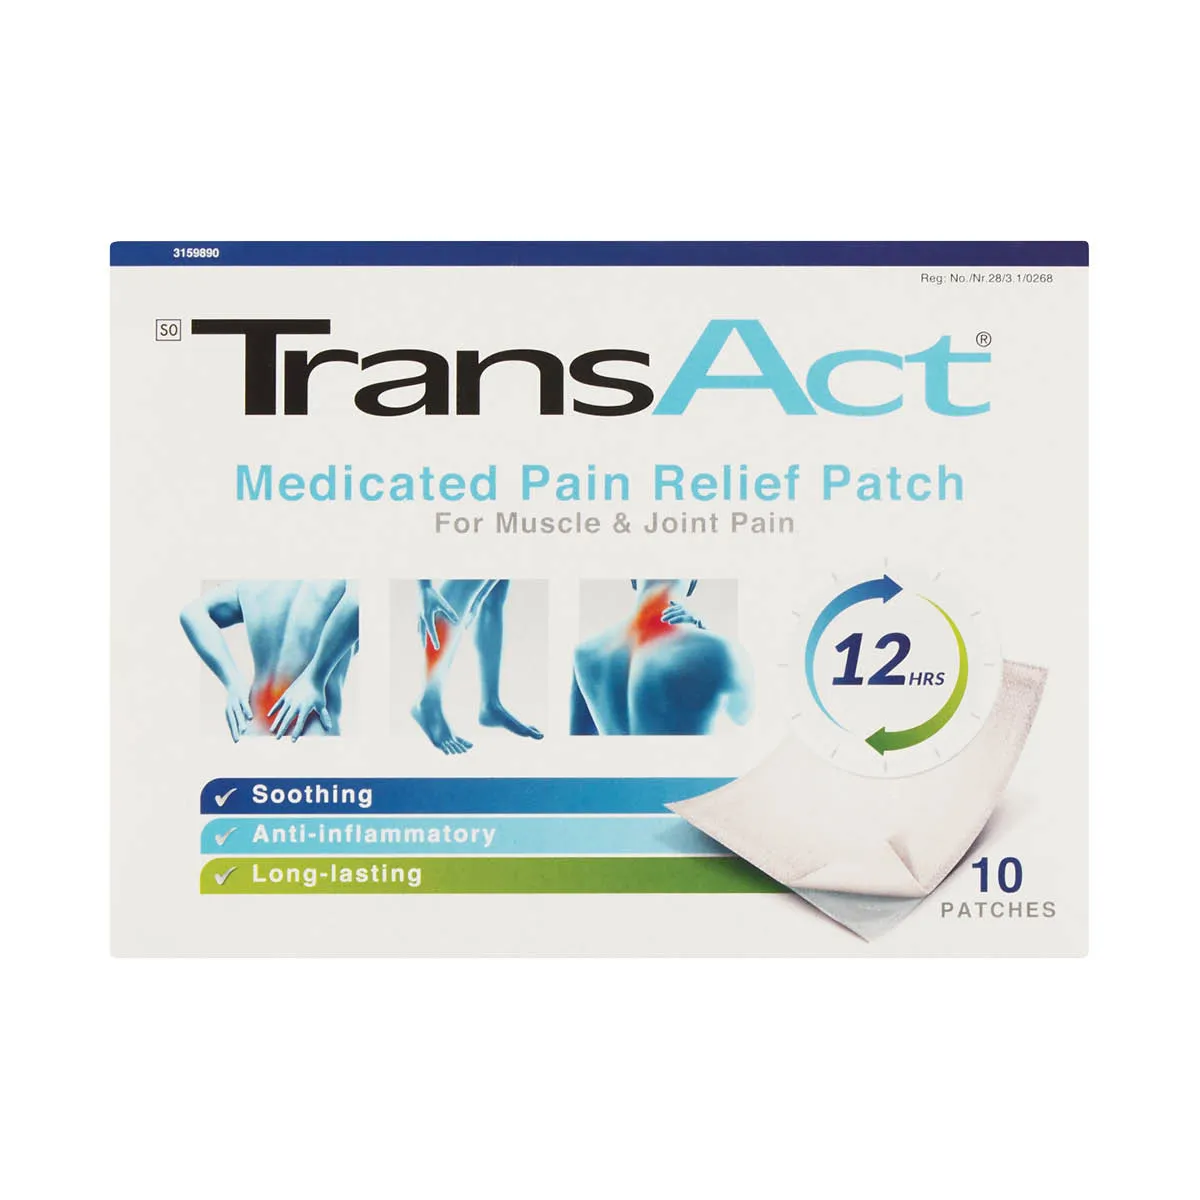 3159890
Reg: No./Nr.28/3.1/0268
S0
TransAct®
Medicated Pain Relief Patch
For Muscle & Joint Pain
12HRS
✓ Soothing
✓ Anti-inflammatory
✓ Long-lasting
10
PATCHES